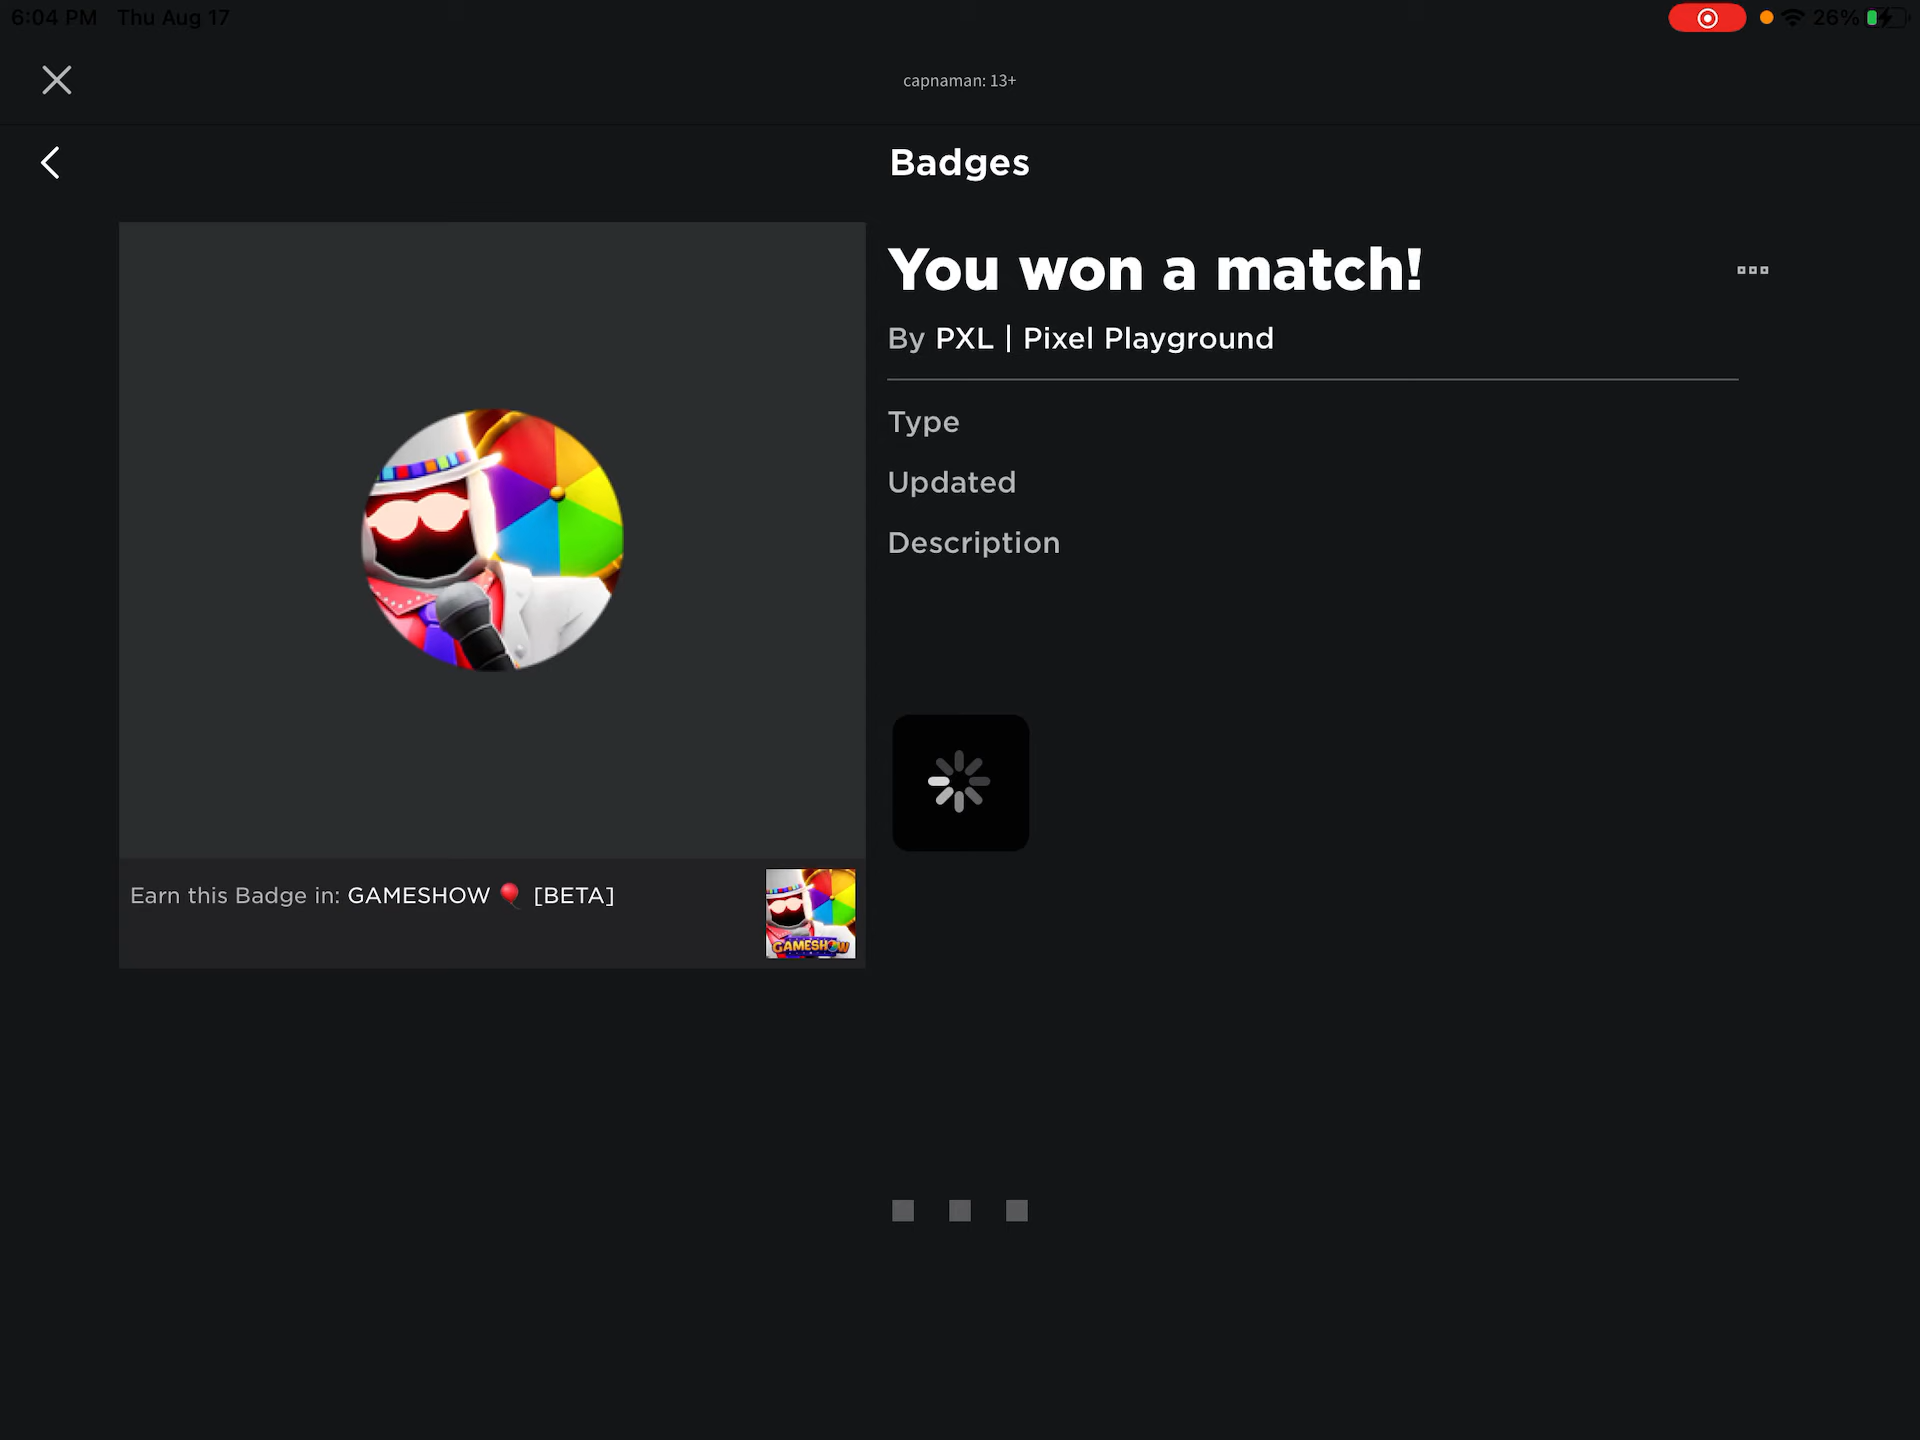 6:04 PM Thu Aug 17
26%
capnaman: 13+
Badges
You won a match!
By PXL | Pixel Playground
Type
Updated
Description
Earn this Badge in: GAMESHOW 🎈 [BETA]
GAMESHOW